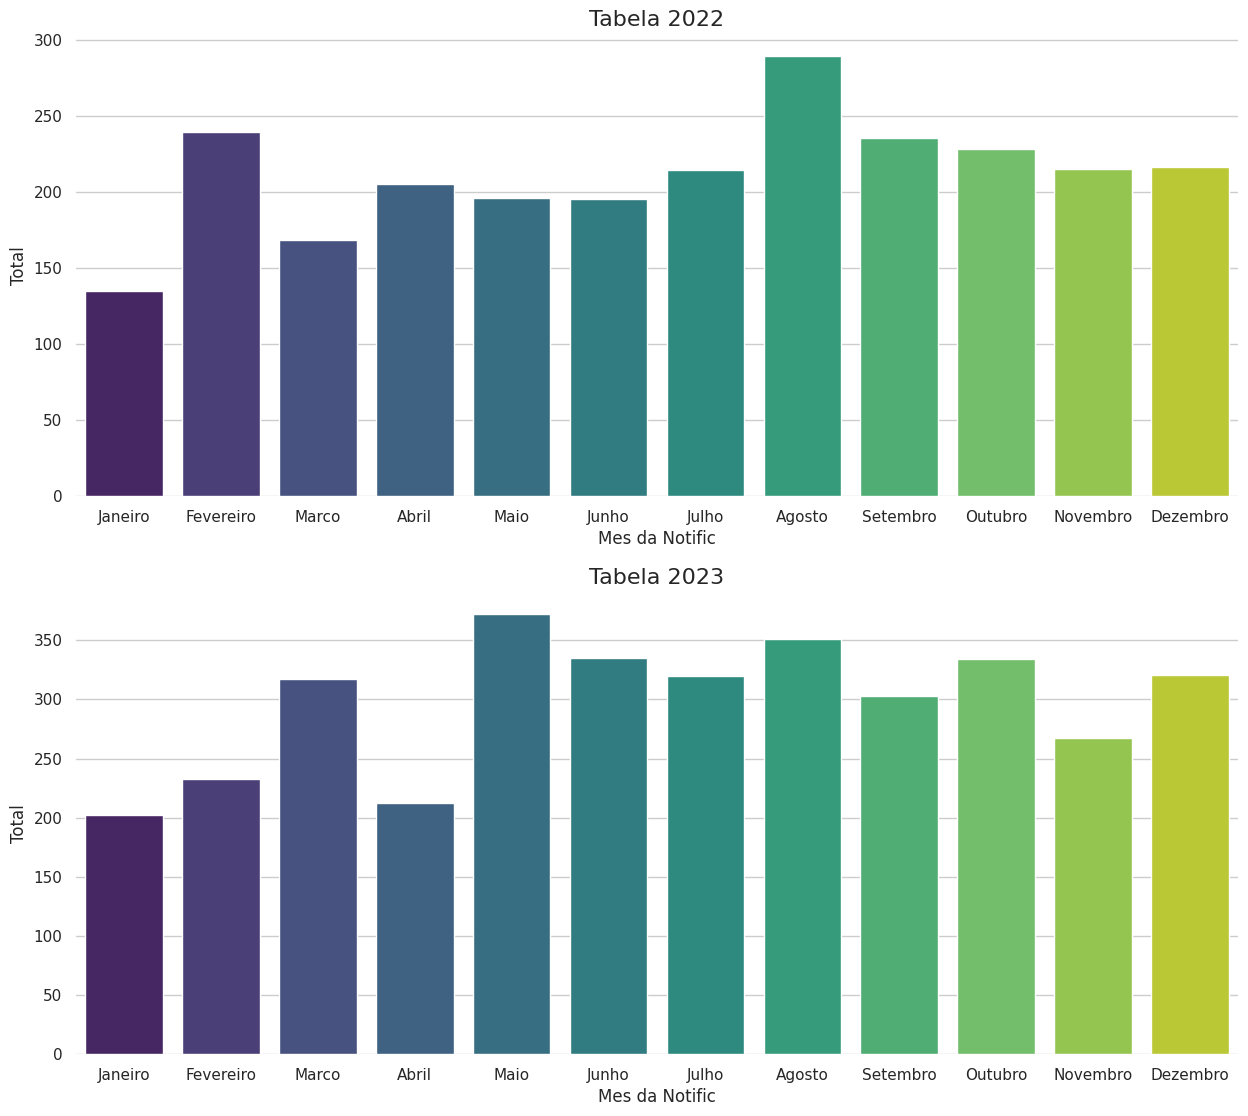 Tabela 2022
300
250
200
150
100
50
0
Total
Janeiro Fevereiro Marco Abril Maio Junho Julho Agosto Setembro Outubro Novembro Dezembro
Mes da Notific
Tabela 2023
350
300
250
200
150
100
50
0
Total
Janeiro Fevereiro Marco Abril Maio Junho Julho Agosto Setembro Outubro Novembro Dezembro
Mes da Notific